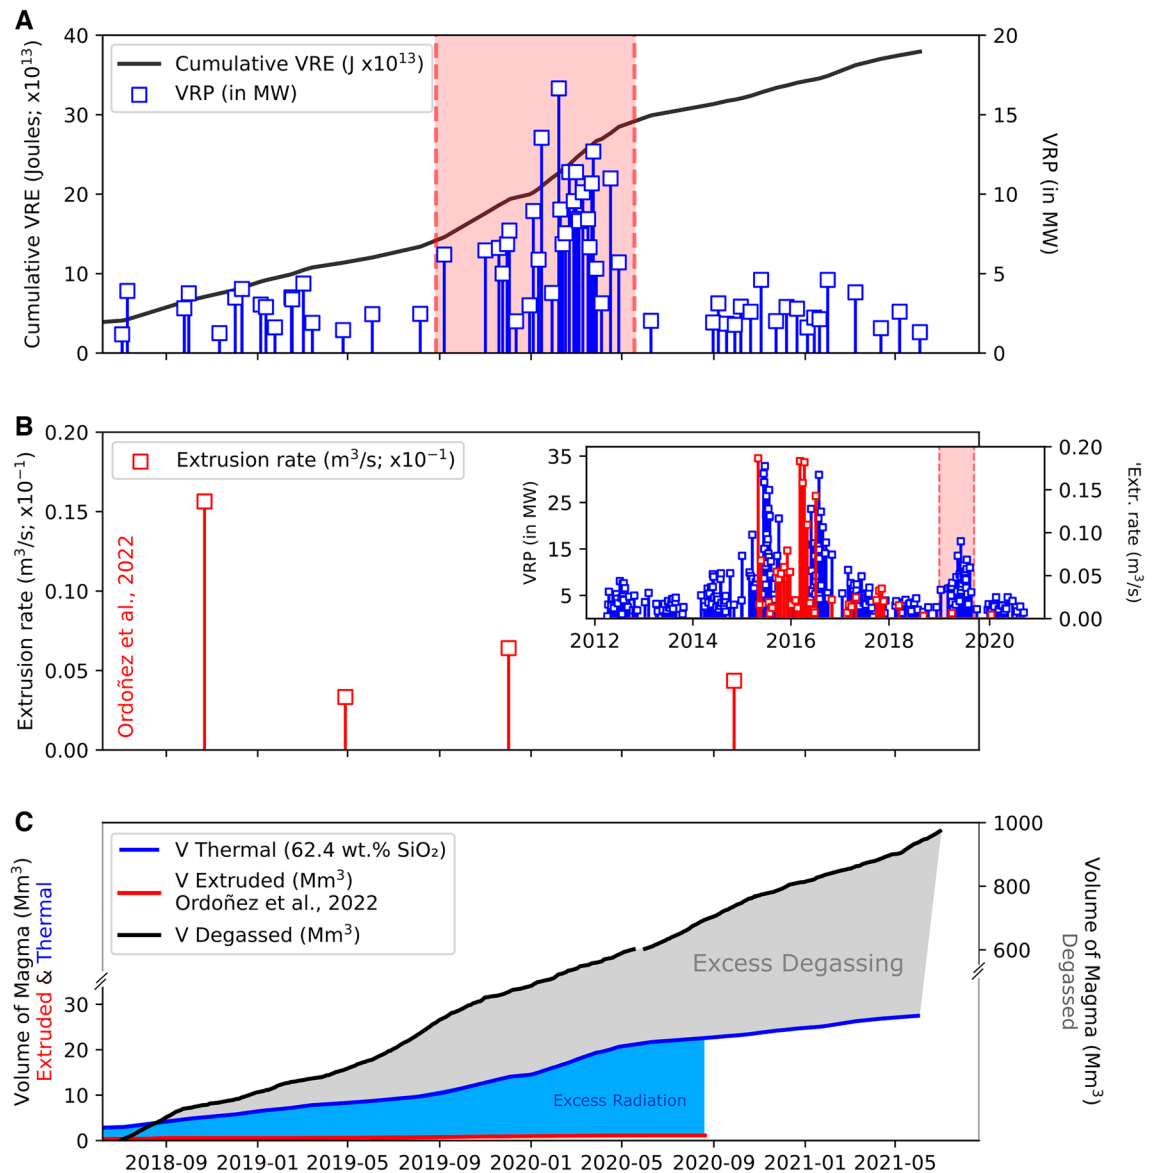 A
Cumulative VRE (Joules; x10¹³)
40
30
20
10
0
Cumulative VRE (J x10¹³)
VRP (in MW)
20
15
10
5
0
VRP (in MW)
B
Extrusion rate (m³/s; x10⁻¹)
0.20
0.15
0.10
0.05
0.00
Extrusion rate (m³/s; x10⁻¹)
Ordoñez et al., 2022
VRP (in MW)
35
25
15
5
2012
2014
2016
2018
2020
0.20
0.15
0.10
0.05
0.00
'Extr. rate (m³/s)
C
Volume of Magma (Mm³)
Extruded & Thermal
30
20
10
0
V Thermal (62.4 wt.% SiO₂)
V Extruded (Mm³)
Ordoñez et al., 2022
V Degassed (Mm³)
Excess Degassing
Excess Radiation
1000
800
600
Volume of Magma (Mm³)
Degassed
2018-09
2019-01
2019-05
2019-09
2020-01
2020-05
2020-09
2021-01
2021-05